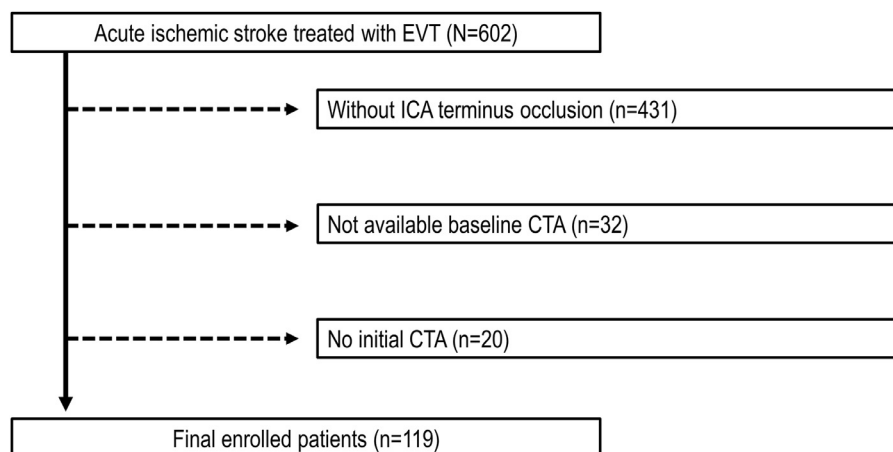 Acute ischemic stroke treated with EVT (N=602)
Without ICA terminus occlusion (n=431)
Not available baseline CTA (n=32)
No initial CTA (n=20)
Final enrolled patients (n=119)